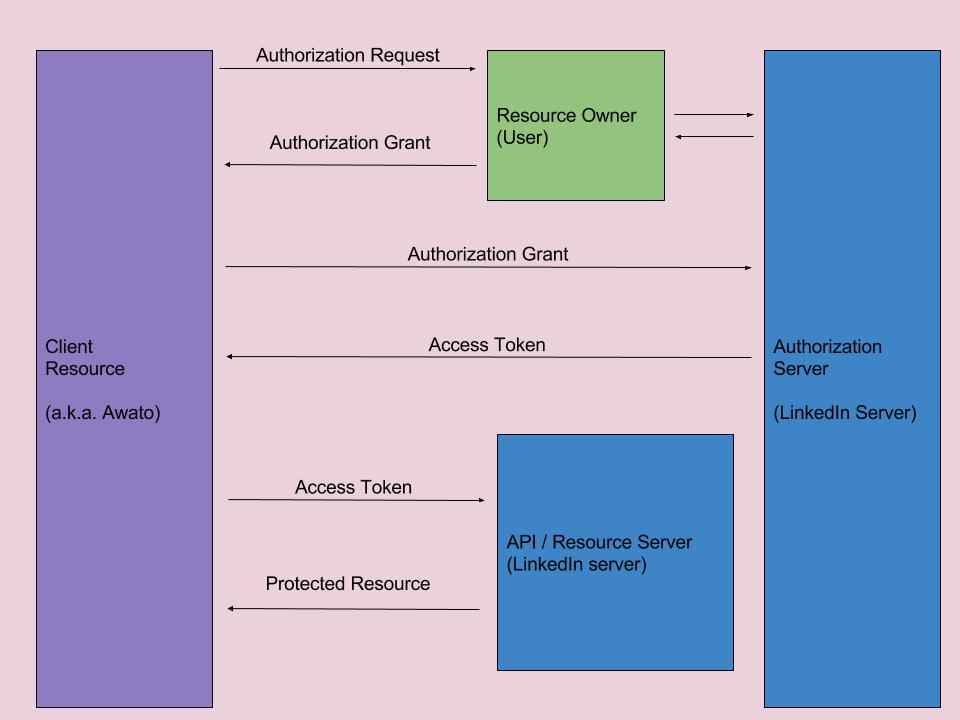 Authorization Request
Resource Owner
(User)
Authorization Grant
Authorization Grant
Client
Resource
(a.k.a. Awato)
Access Token
Authorization
Server
(LinkedIn Server)
Access Token
API / Resource Server
(LinkedIn server)
Protected Resource